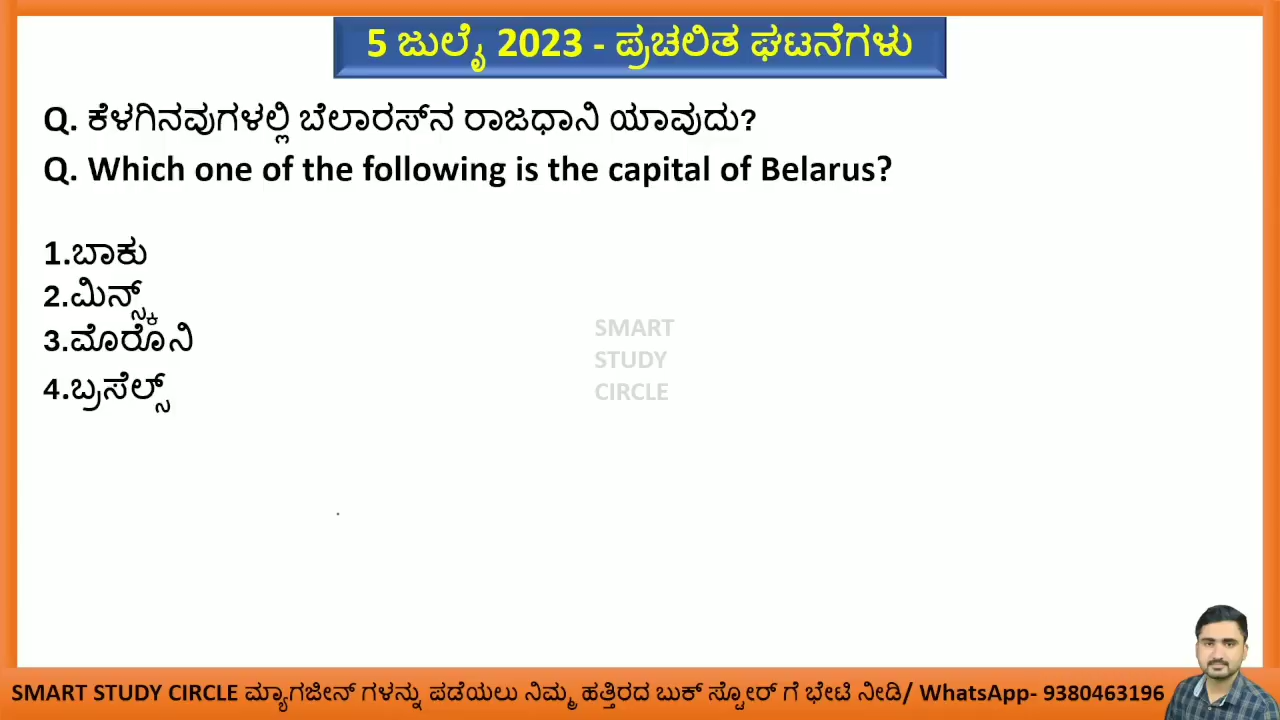 5 ಜುಲೈ 2023 - ಪ್ರಚಲಿತ ಘಟನೆಗಳು
Q. ಕೆಳಗಿನವುಗಳಲ್ಲಿ ಬೆಲಾರಸ್‌ನ ರಾಜಧಾನಿ ಯಾವುದು?
Q. Which one of the following is the capital of Belarus?
1.ಬಾಕು
2.ಮಿನ್ಸ್ಕ್
3.ಮೊರೊನಿ
4.ಬ್ರಸೆಲ್ಸ್
SMART
STUDY
CIRCLE
SMART STUDY CIRCLE ಮ್ಯಾಗಜೀನ್ ಗಳನ್ನು ಪಡೆಯಲು ನಿಮ್ಮ ಹತ್ತಿರದ ಬುಕ್ ಸ್ಟೋರ್ ಗೆ ಭೇಟಿ ನೀಡಿ/ WhatsApp- 9380463196